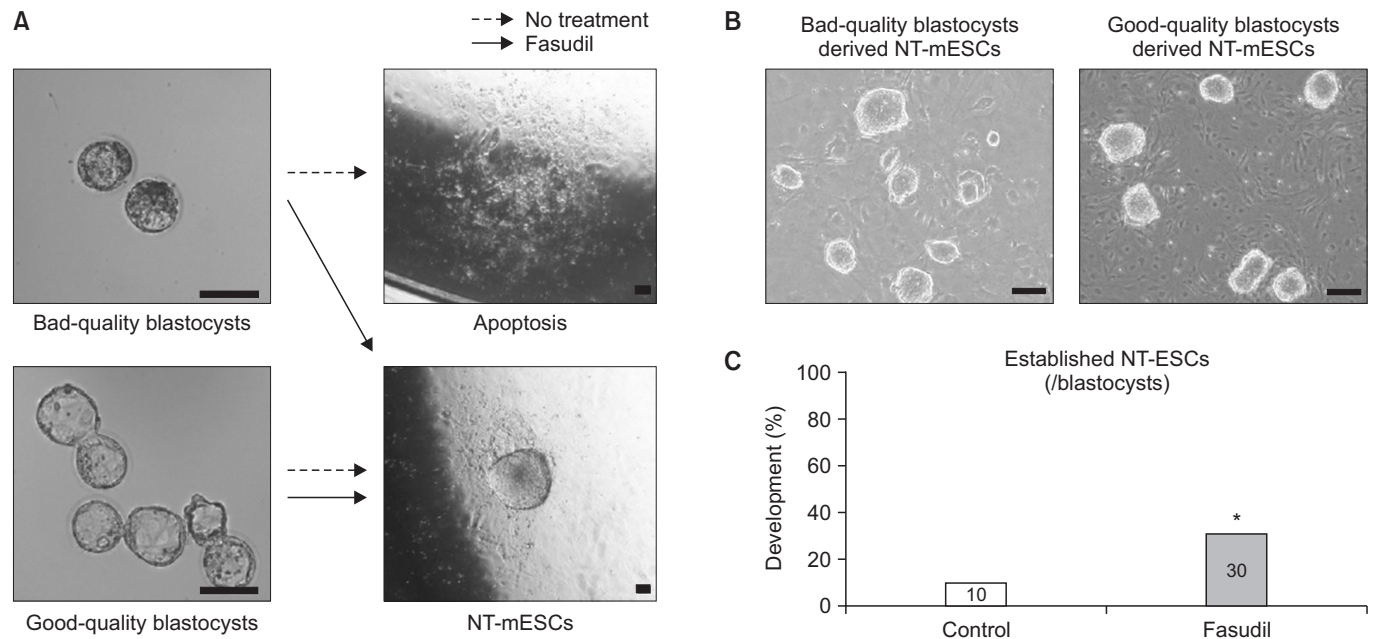 A
No treatment
Fasudil
Bad-quality blastocysts
Apoptosis
Good-quality blastocysts
NT-mESCs
B
Bad-quality blastocysts
derived NT-mESCs
Good-quality blastocysts
derived NT-mESCs
C
Established NT-ESCs
(/blastocysts)
Development (%)
100
80
60
40
20
0
10
*
30
Control
Fasudil